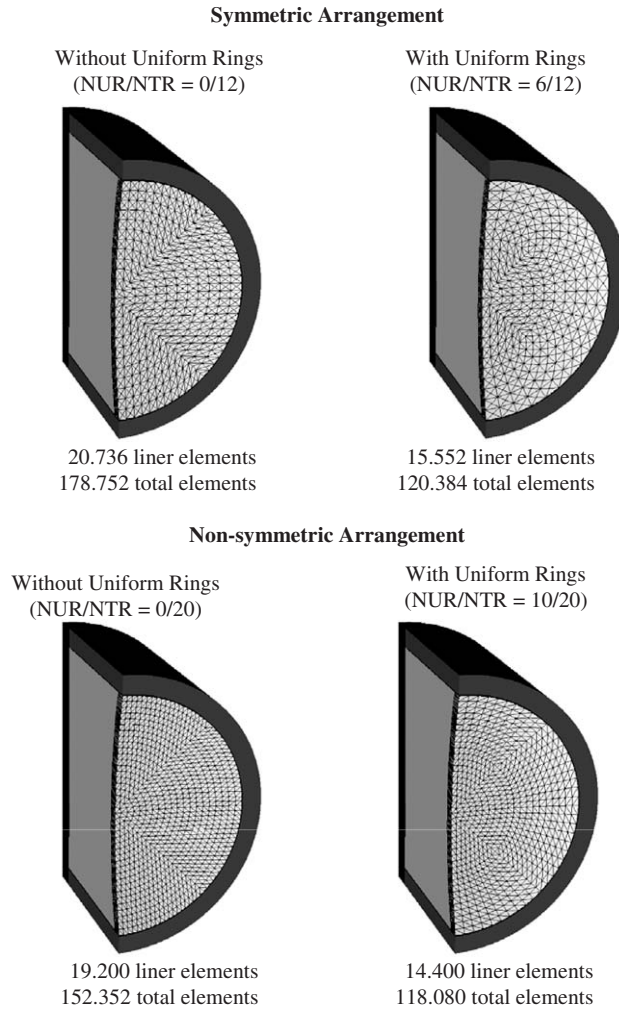 Symmetric Arrangement
Without Uniform Rings
(NUR/NTR = 0/12)
With Uniform Rings
(NUR/NTR = 6/12)
20.736 liner elements
178.752 total elements
15.552 liner elements
120.384 total elements
Non-symmetric Arrangement
Without Uniform Rings
(NUR/NTR = 0/20)
With Uniform Rings
(NUR/NTR = 10/20)
19.200 liner elements
152.352 total elements
14.400 liner elements
118.080 total elements